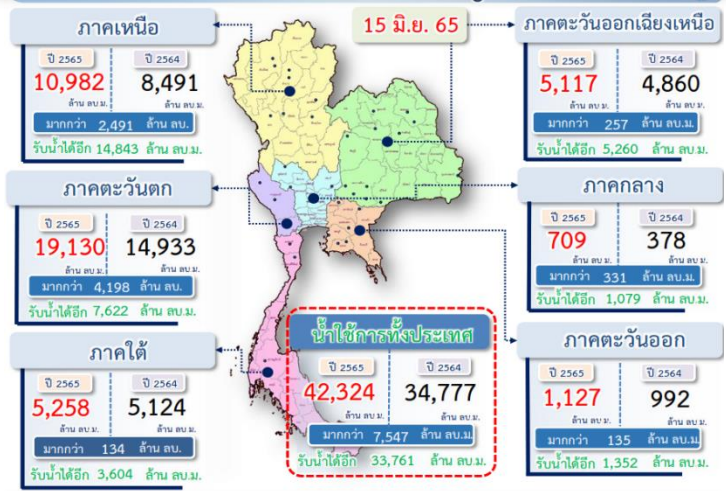 15 มิ.ย. 65
ภาคเหนือ
ปี 2565 ปี 2564
10,982 8,491
ล้าน ลบ.ม. ล้าน ลบ.ม.
มากกว่า 2,491 ล้าน ลบ.
รับน้ำได้อีก 14,843 ล้าน ลบ.ม.
ภาคตะวันออกเฉียงเหนือ
ปี 2565 ปี 2564
5,117 4,860
ล้าน ลบ.ม. ล้าน ลบ.ม.
มากกว่า 257 ล้าน ลบ.ม.
รับน้ำได้อีก 5,260 ล้าน ลบ.ม.
ภาคตะวันตก
ปี 2565 ปี 2564
19,130 14,933
ล้าน ลบ.ม. ล้าน ลบ.ม.
มากกว่า 4,198 ล้าน ลบ.
รับน้ำได้อีก 7,622 ล้าน ลบ.ม.
ภาคกลาง
ปี 2565 ปี 2564
709 378
ล้าน ลบ.ม. ล้าน ลบ.ม.
มากกว่า 331 ล้าน ลบ.ม.
รับน้ำได้อีก 1,079 ล้าน ลบ.ม.
ภาคใต้
ปี 2565 ปี 2564
5,258 5,124
ล้าน ลบ.ม. ล้าน ลบ.ม.
มากกว่า 134 ล้าน ลบ.
รับน้ำได้อีก 3,604 ล้าน ลบ.ม.
น้ำใช้การทั้งประเทศ
ปี 2565 ปี 2564
42,324 34,777
ล้าน ลบ.ม. ล้าน ลบ.ม.
มากกว่า 7,547 ล้าน ลบ.ม.
รับน้ำได้อีก 33,761 ล้าน ลบ.ม.
ภาคตะวันออก
ปี 2565 ปี 2564
1,127 992
ล้าน ลบ.ม. ล้าน ลบ.ม.
มากกว่า 135 ล้าน ลบ.ม.
รับน้ำได้อีก 1,352 ล้าน ลบ.ม.